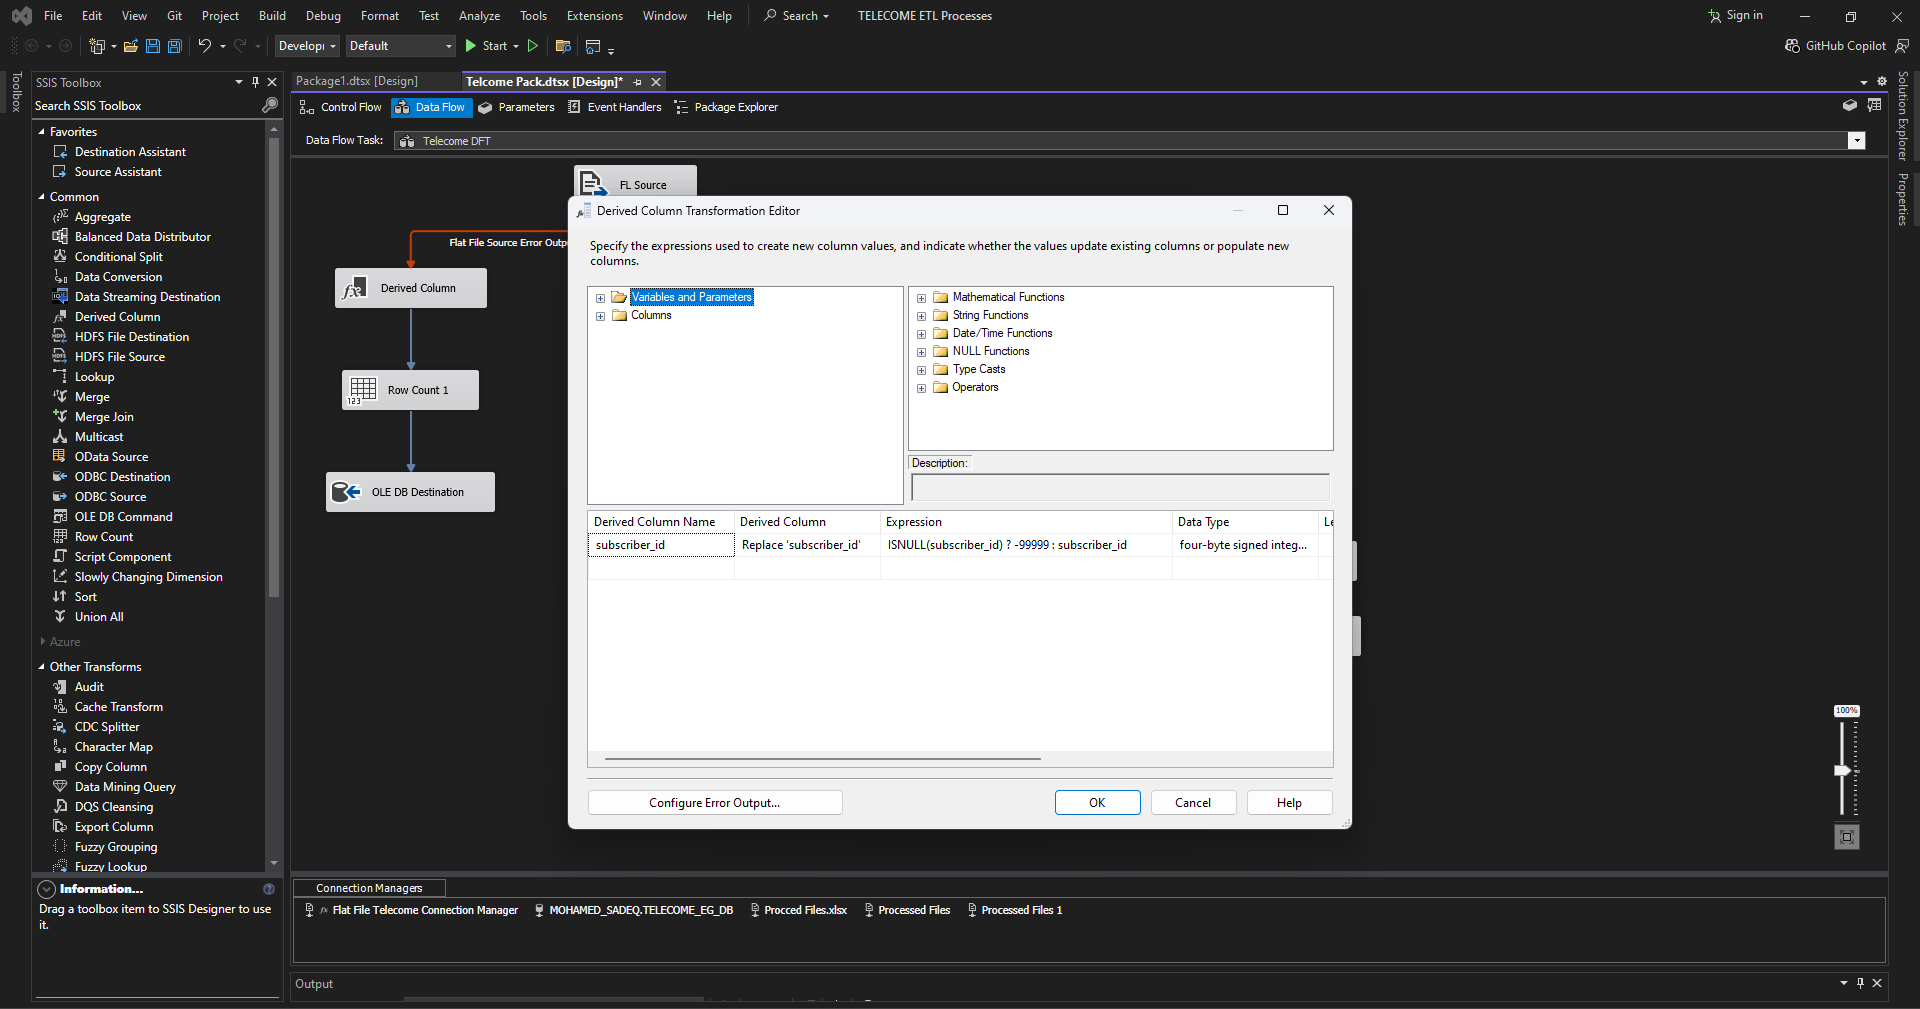 File Edit View Git Project Build Debug Format Test Analyze Tools Extensions Window Help Search TELECOME ETL Processes Sign in
Developi Default Start GitHub Copilot
Toolbox
SSIS Toolbox
Search SSIS Toolbox
Favorites
Destination Assistant
Source Assistant
Common
Aggregate
Balanced Data Distributor
Conditional Split
Data Conversion
Data Streaming Destination
Derived Column
HDFS File Destination
HDFS File Source
Lookup
Merge
Merge Join
Multicast
OData Source
ODBC Destination
ODBC Source
OLE DB Command
Row Count
Script Component
Slowly Changing Dimension
Sort
Union All
Azure
Other Transforms
Audit
Cache Transform
CDC Splitter
Character Map
Copy Column
Data Mining Query
DQS Cleansing
Export Column
Fuzzy Grouping
Fuzzy Lookup
Information...
Drag a toolbox item to SSIS Designer to use
it.
Package1.dtsx [Design] Telcome Pack.dtsx [Design]*
Control Flow Data Flow Parameters Event Handlers Package Explorer
Data Flow Task: Telecome DFT
FL Source
Flat File Source Error Outp
Derived Column
Row Count 1
123
OLE DB Destination
Derived Column Transformation Editor
Specify the expressions used to create new column values, and indicate whether the values update existing columns or populate new
columns.
Variables and Parameters
Columns
Mathematical Functions
String Functions
Date/Time Functions
NULL Functions
Type Casts
Operators
Description:
Derived Column Name Derived Column Expression Data Type Le
subscriber_id Replace 'subscriber_id' ISNULL(subscriber_id) ? -99999 : subscriber_id four-byte signed integ...
Configure Error Output... OK Cancel Help
100%
Connection Managers
Flat File Telecome Connection Manager MOHAMED_SADEQ.TELECOME_EG_DB Procced Files.xlsx Processed Files Processed Files 1
Output
Solution Explorer
Properties